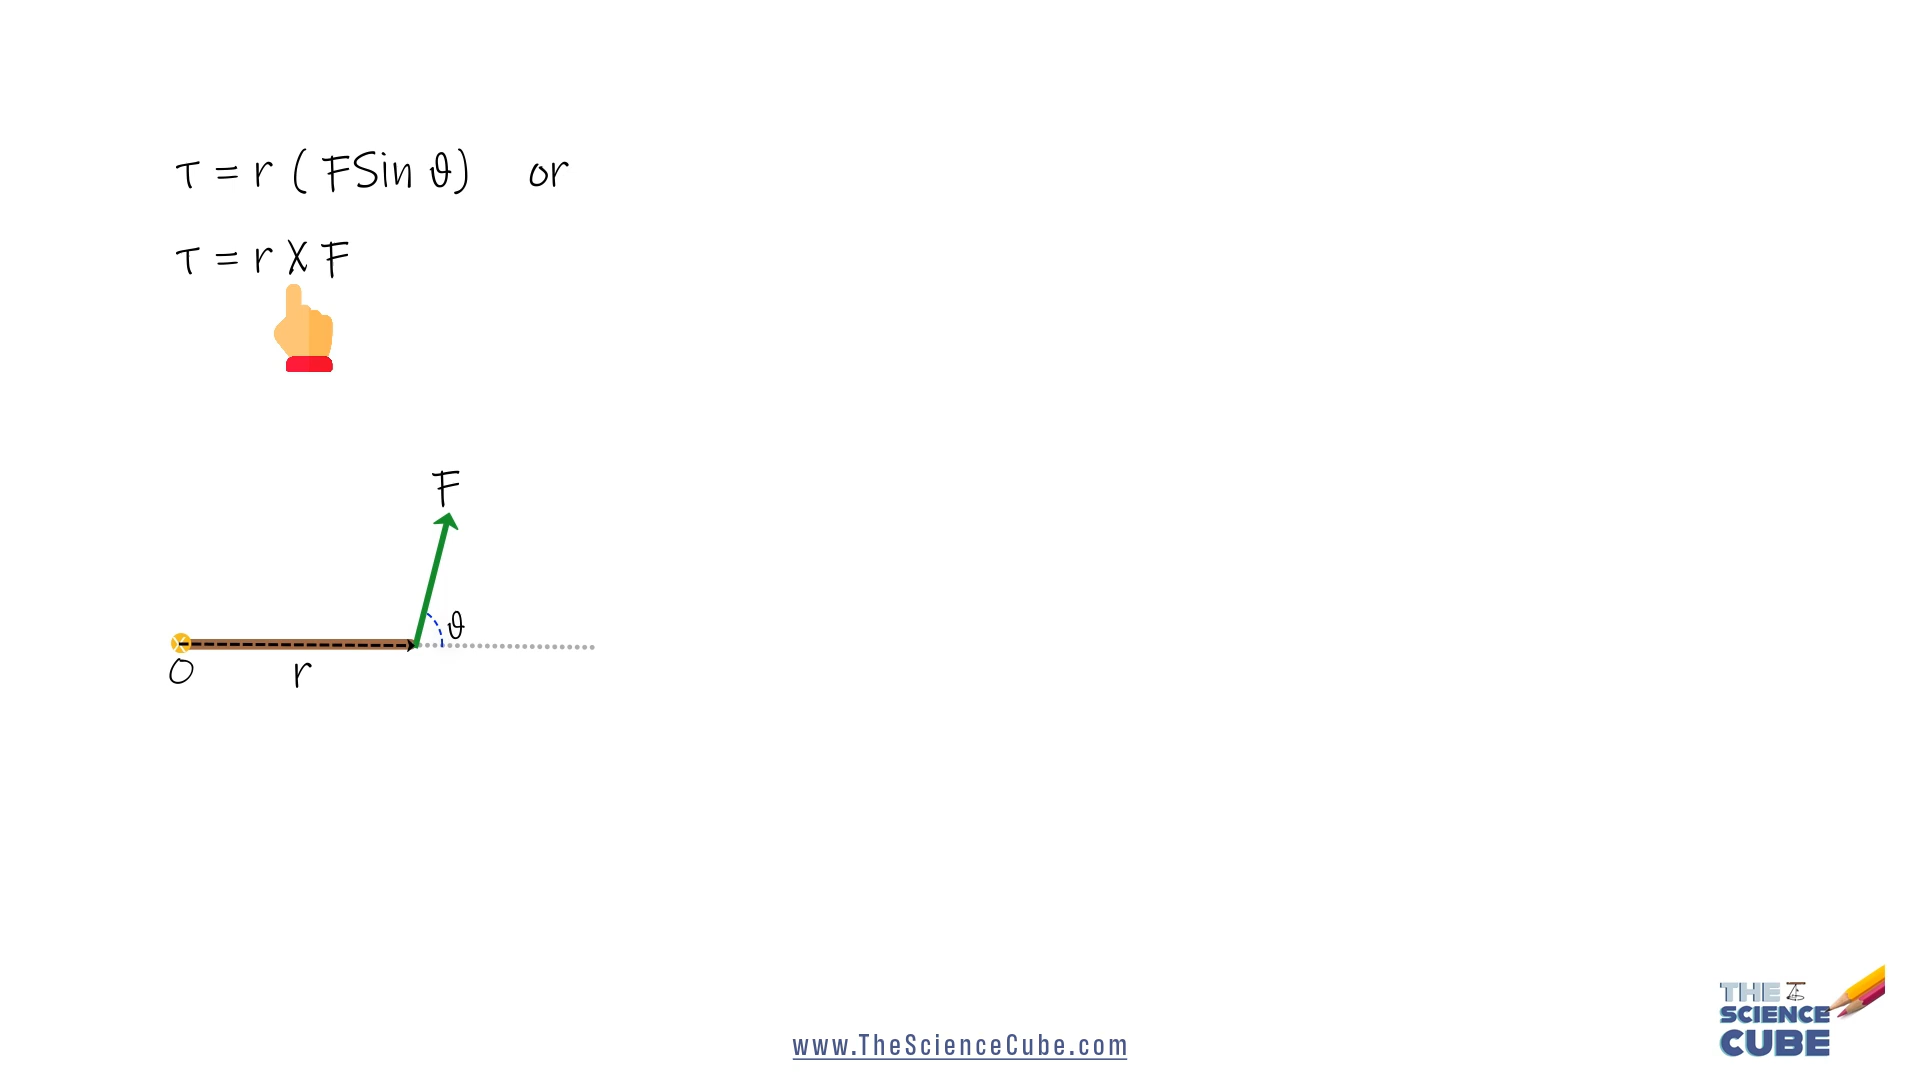 τ = r ( FSin ϑ) or
τ = r X F
F
ϑ
O
r
THE
SCIENCE
CUBE
www.TheScienceCube.com